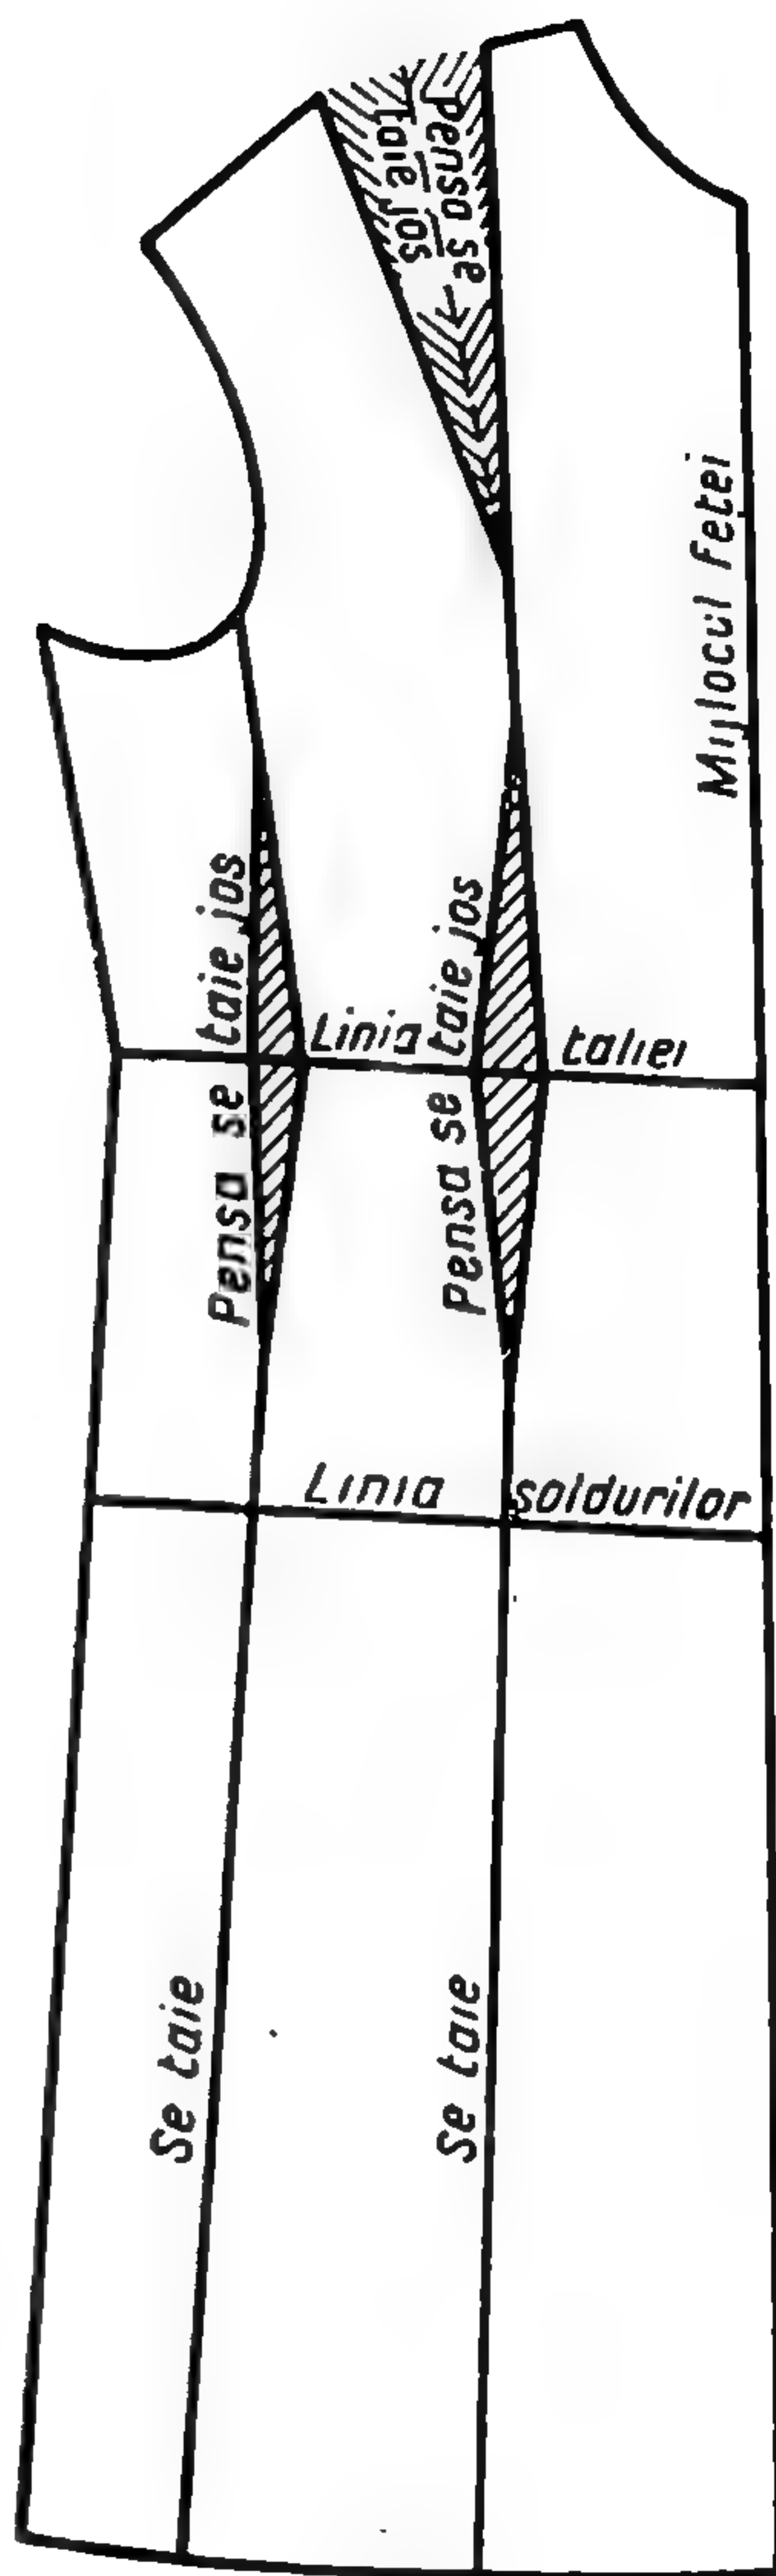 Pensa se
taie jos
Mijlocul fetei
Pensa se taie jos
Pensa se taie jos
Linia taliei
Linia soldurilor
Se taie
Se taie